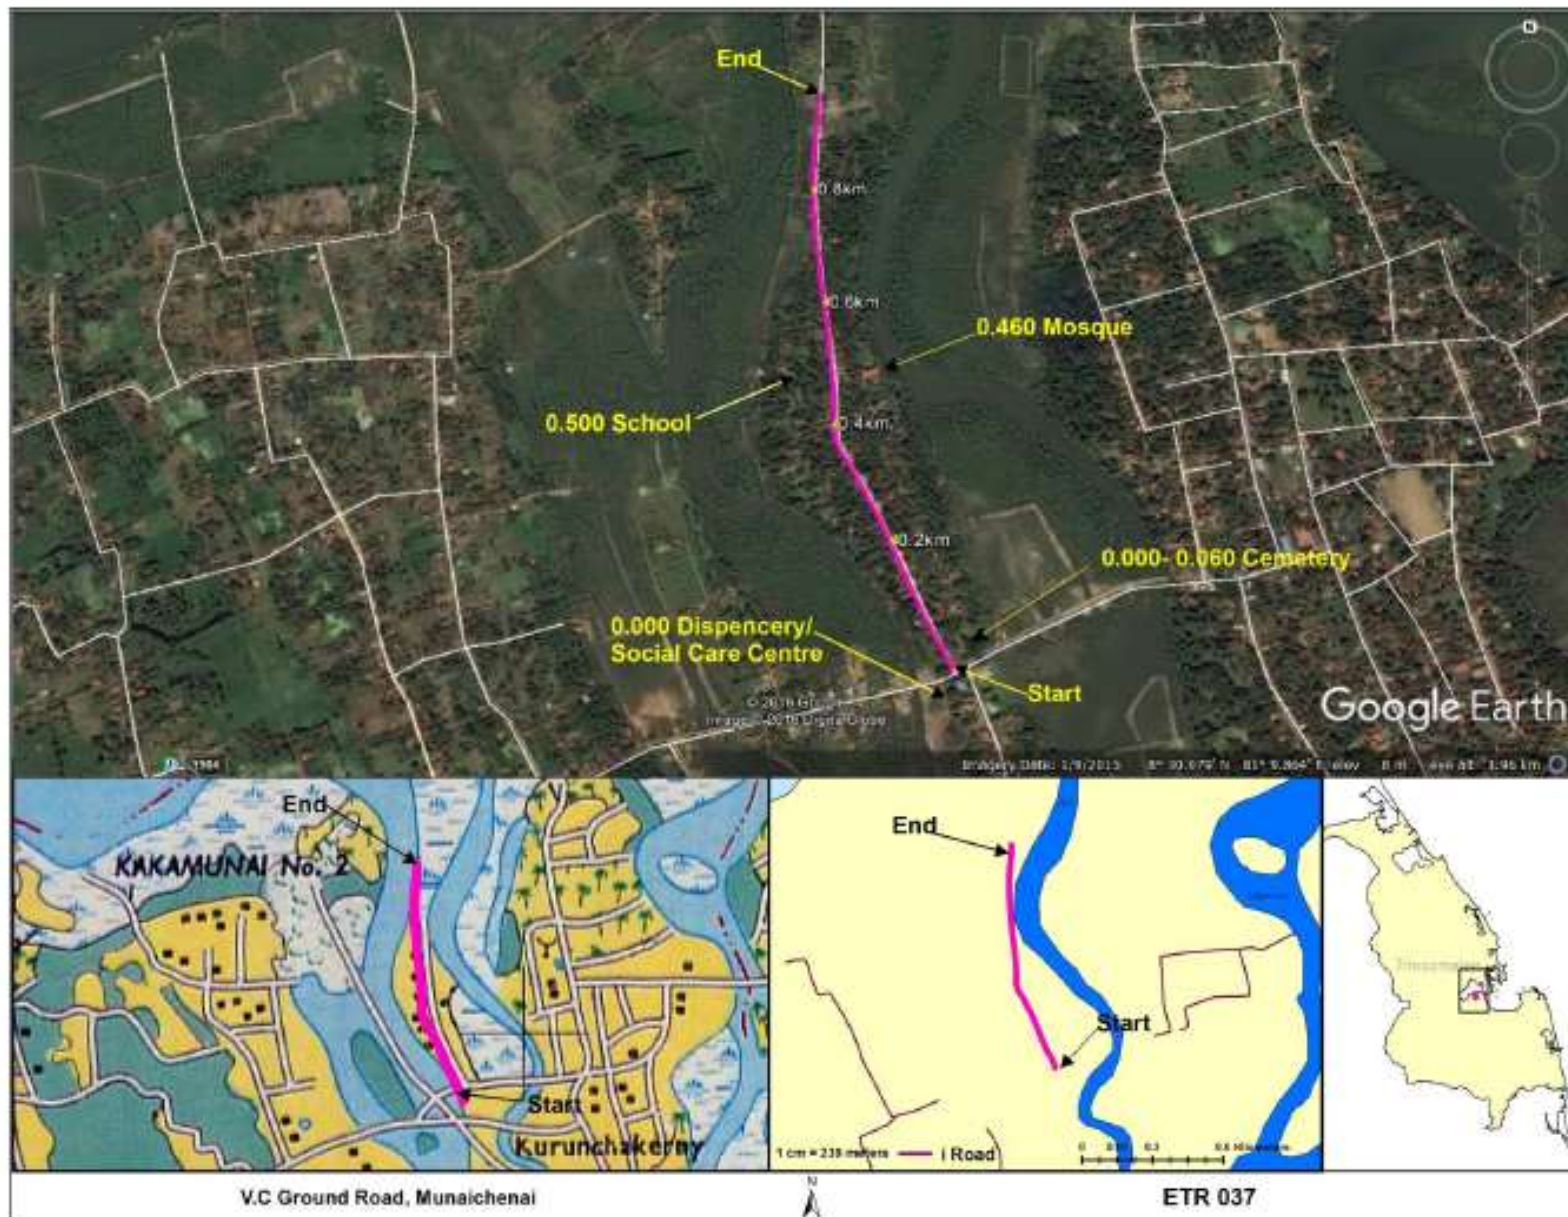 End
0.8km
0.6km
0.460 Mosque
0.500 School
0.4km
0.2km
0.000- 0.060 Cemetery
0.000 Dispencery/
Social Care Centre
Start
Google Earth
End
KAKAMUNAI No. 2
Start
Kurunchakerny
End
Start
1 cm = 239 meters
i Road
V.C Ground Road, Munaichenai
N
ETR 037